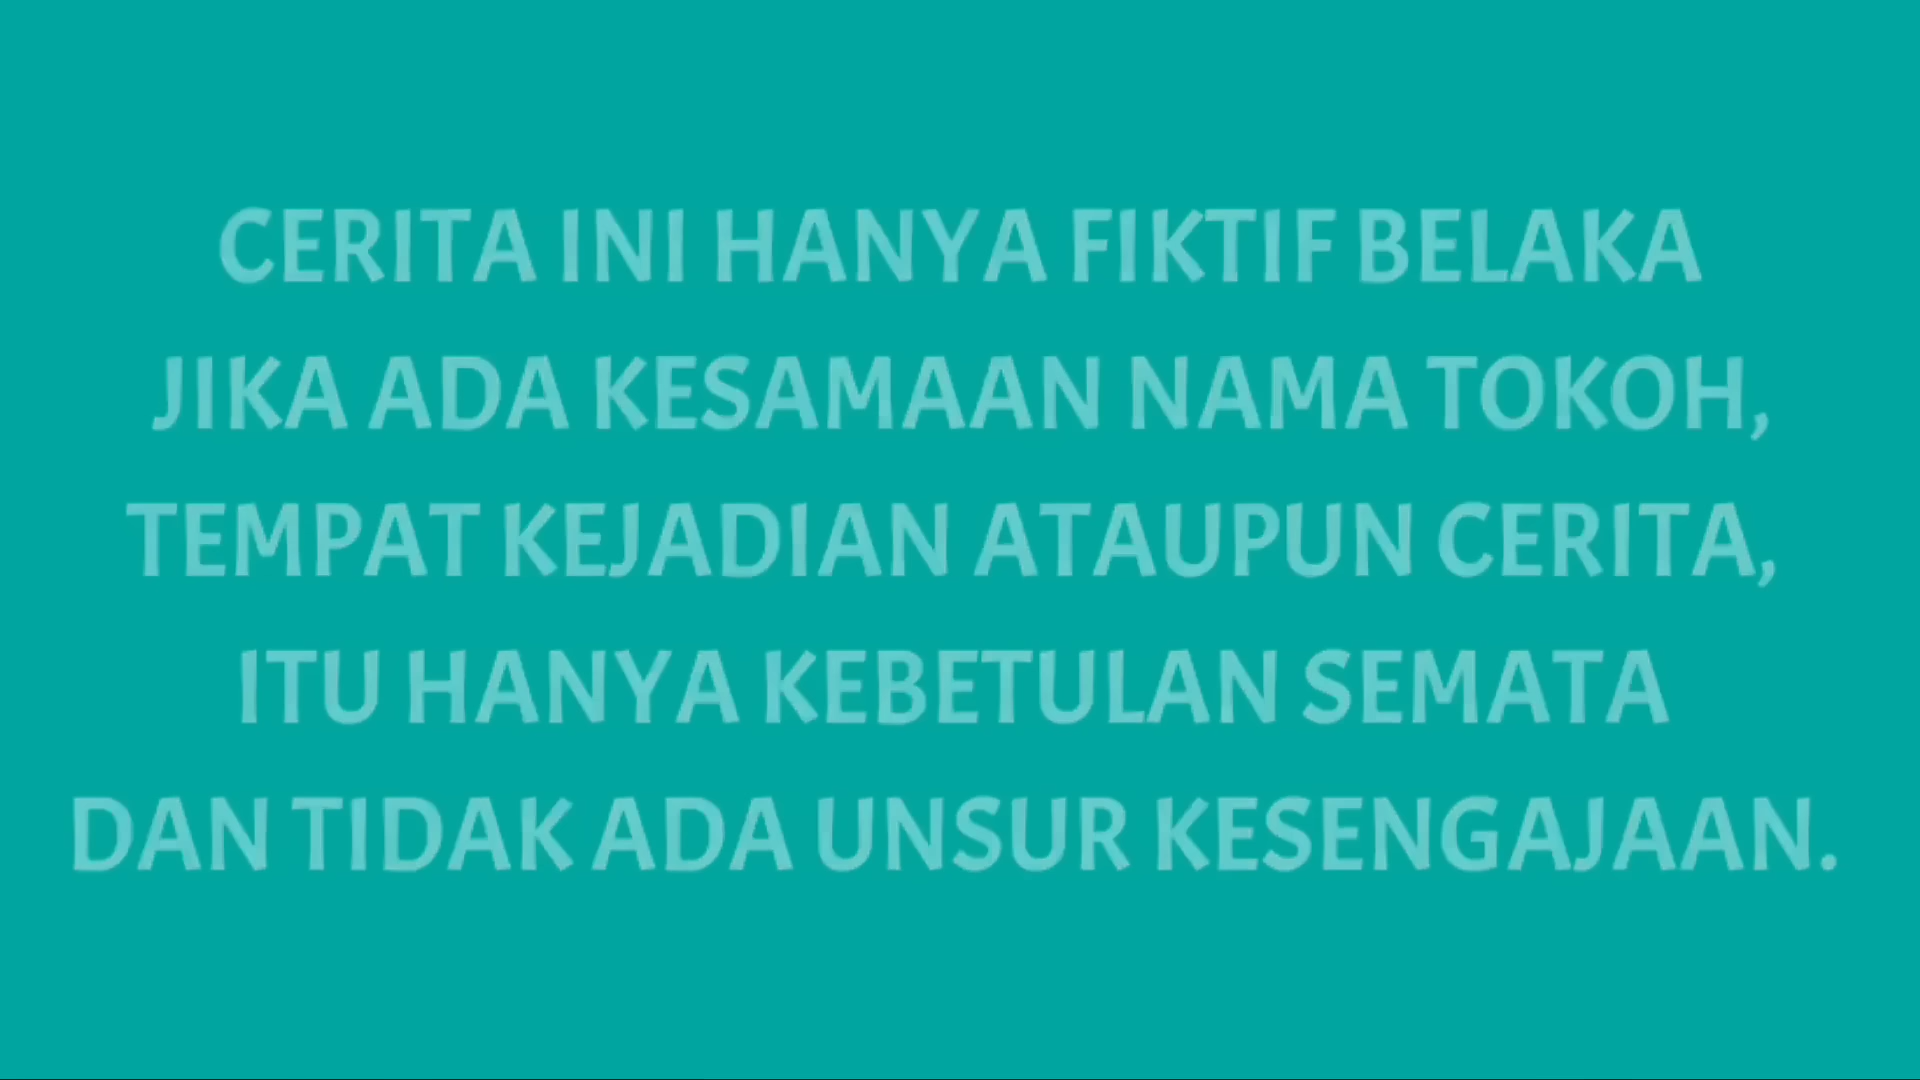 CERITA INI HANYA FIKTIF BELAKA
JIKA ADA KESAMAAN NAMA TOKOH,
TEMPAT KEJADIAN ATAUPUN CERITA,
ITU HANYA KEBETULAN SEMATA
DAN TIDAK ADA UNSUR KESENGAJAAN.